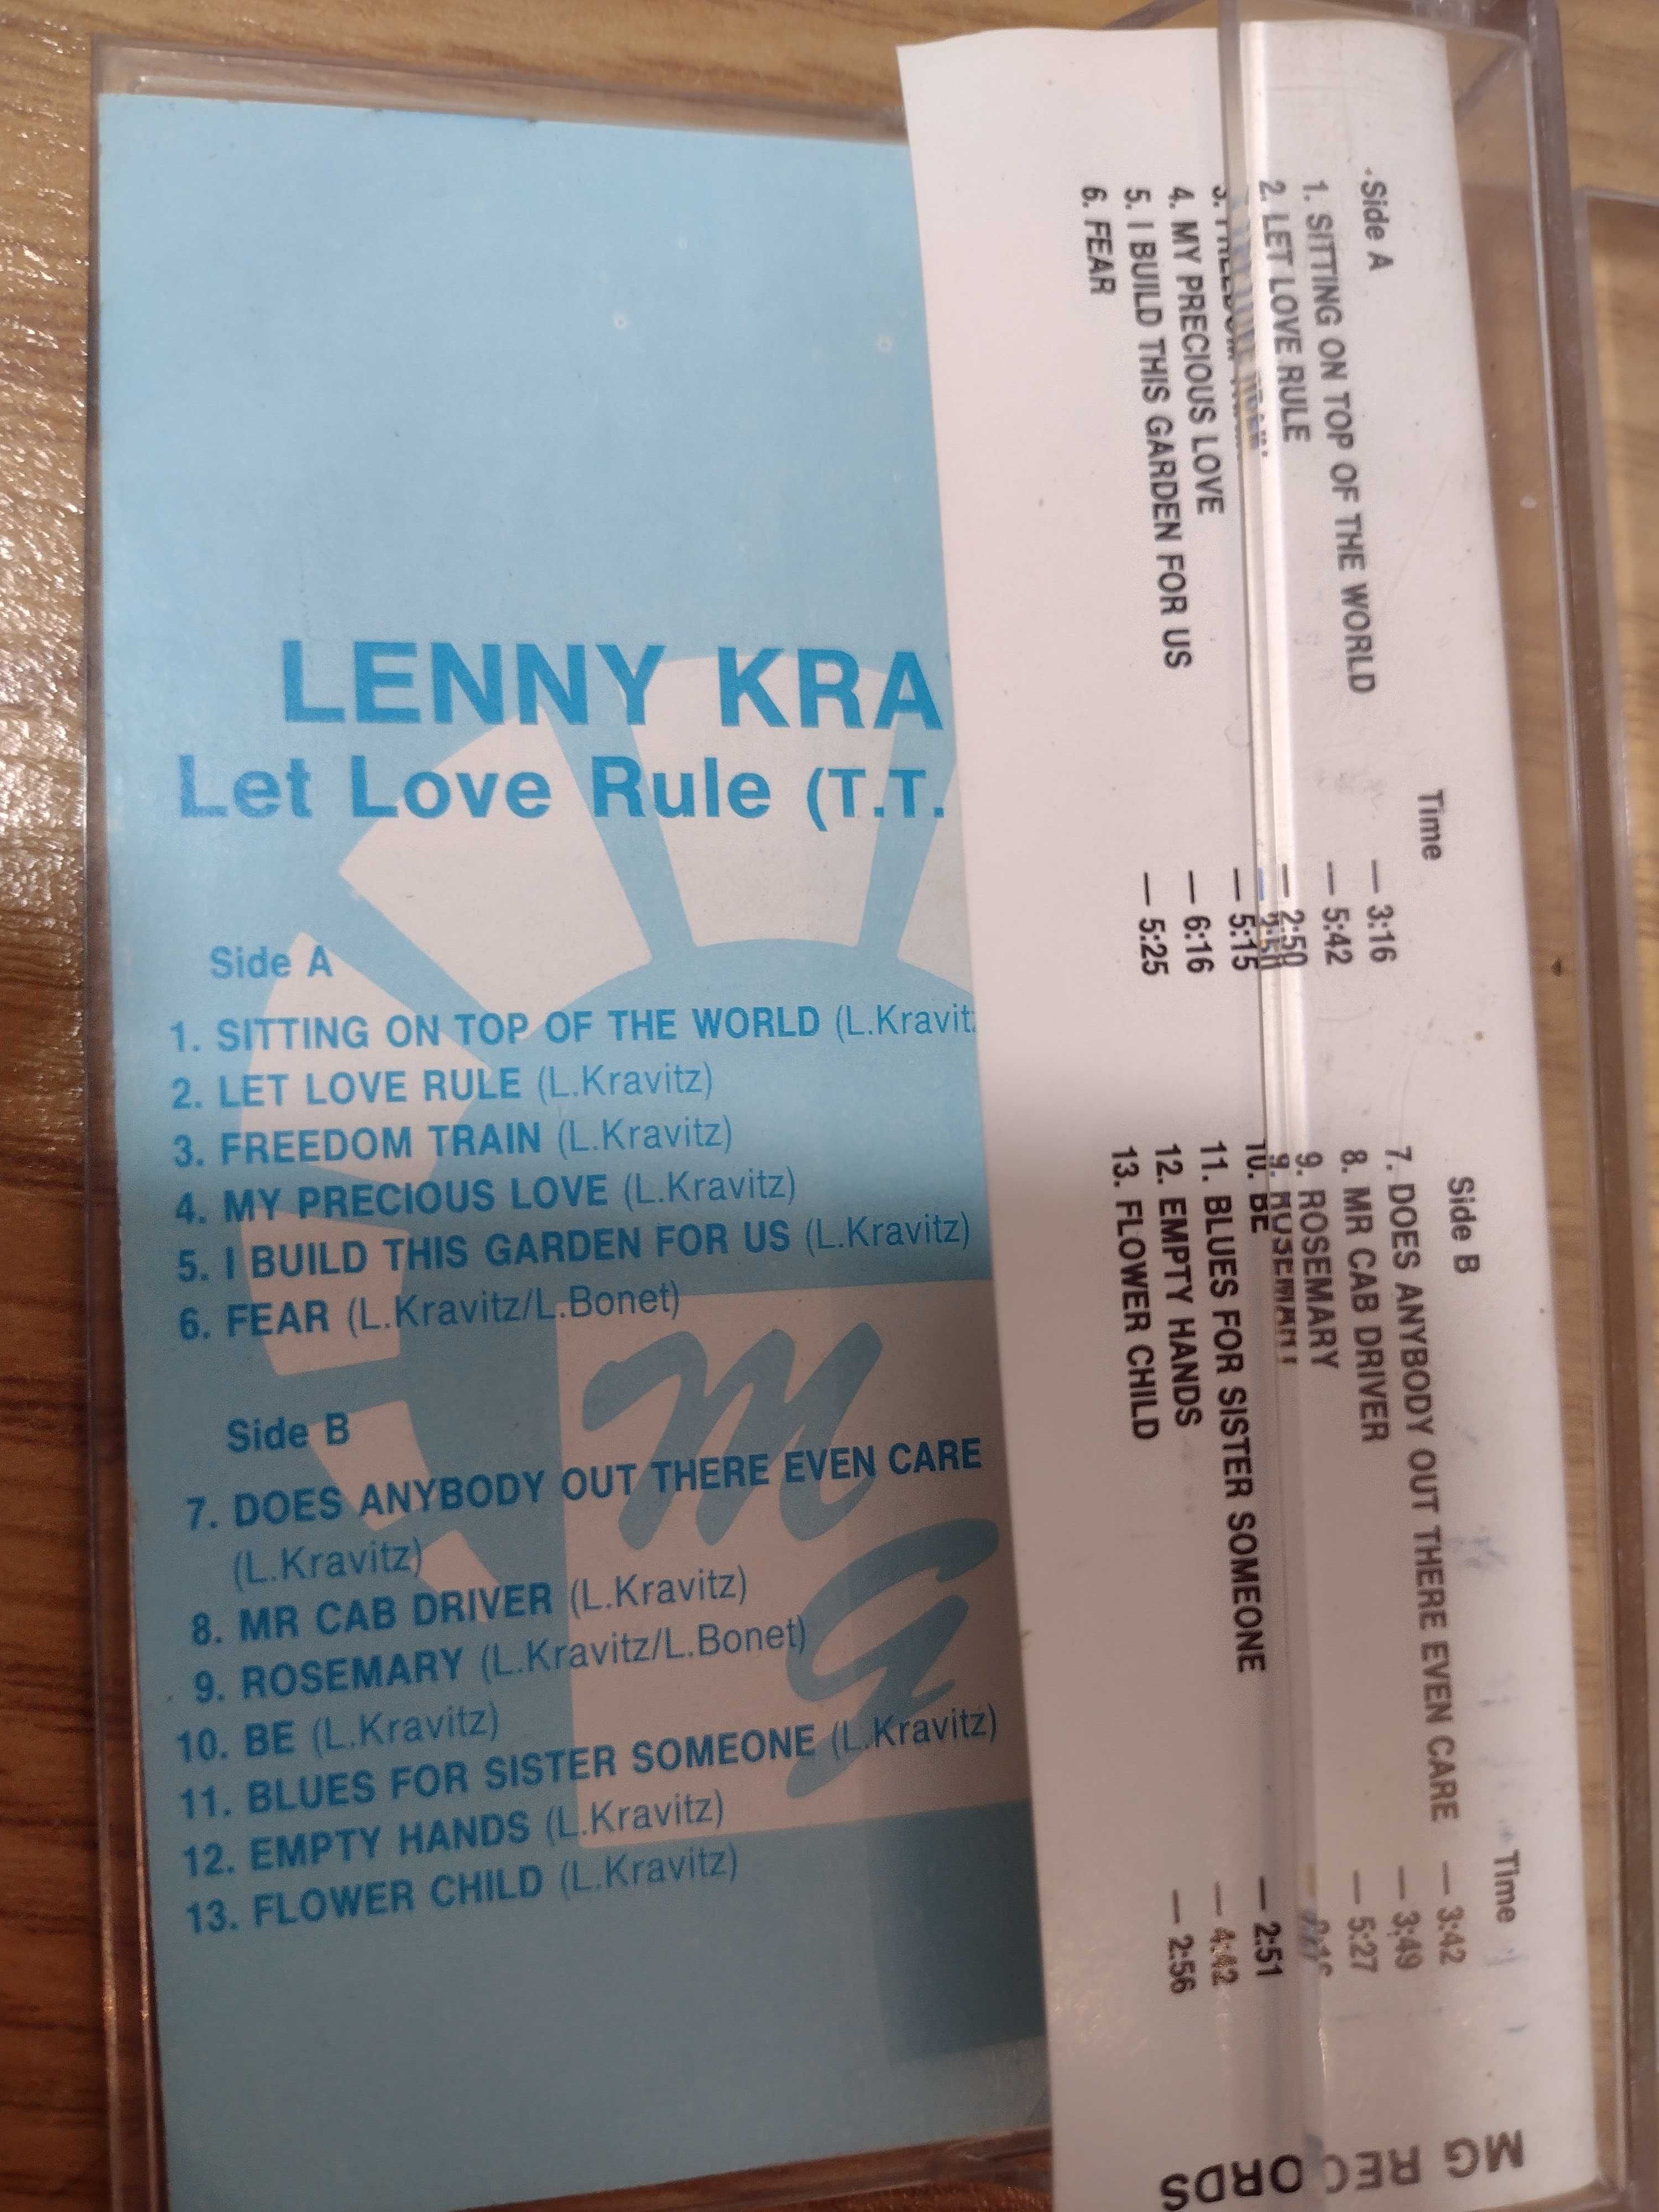 LENNY KRA
Let Love Rule (T.T.
Side A
1. SITTING ON TOP OF THE WORLD (L.Kravit
2. LET LOVE RULE (L.Kravitz)
3. FREEDOM TRAIN (L.Kravitz)
4. MY PRECIOUS LOVE (L.Kravitz)
5. I BUILD THIS GARDEN FOR US (L.Kravitz)
6. FEAR (L.Kravitz/L.Bonet)
Side B
7. DOES ANYBODY OUT THERE EVEN CARE
(L.Kravitz)
8. MR CAB DRIVER (L.Kravitz)
9. ROSEMARY (L.Kravitz/L.Bonet)
10. BE (L.Kravitz)
11. BLUES FOR SISTER SOMEONE (L.Kravitz)
12. EMPTY HANDS (L.Kravitz)
13. FLOWER CHILD (L.Kravitz)
MG
Side A Time
1. SITTING ON TOP OF THE WORLD — 3:16
2. LET LOVE RULE — 5:42
3. — 2:50
4. MY PRECIOUS LOVE — 5:15
5. I BUILD THIS GARDEN FOR US — 6:16
6. FEAR — 5:25
Side B Time
7. DOES ANYBODY OUT THERE EVEN CARE — 3:42
8. MR CAB DRIVER — 3:49
9. ROSEMARY — 5:27
10. BE
11. BLUES FOR SISTER SOMEONE — 2:51
12. EMPTY HANDS — 4:42
13. FLOWER CHILD — 2:56
MG RECORDS